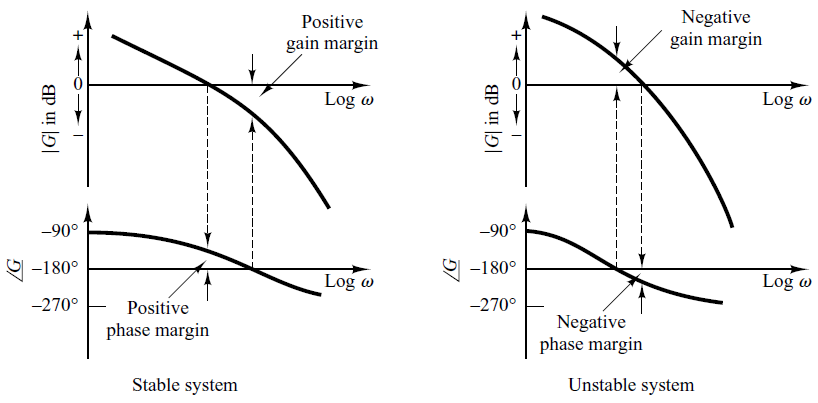 Positive
gain margin
+
0
−
|G| in dB
Log ω
−90°
−180°
−270°
∠G
Log ω
Positive
phase margin
Stable system
Negative
gain margin
+
0
−
|G| in dB
Log ω
−90°
−180°
−270°
∠G
Log ω
Negative
phase margin
Unstable system